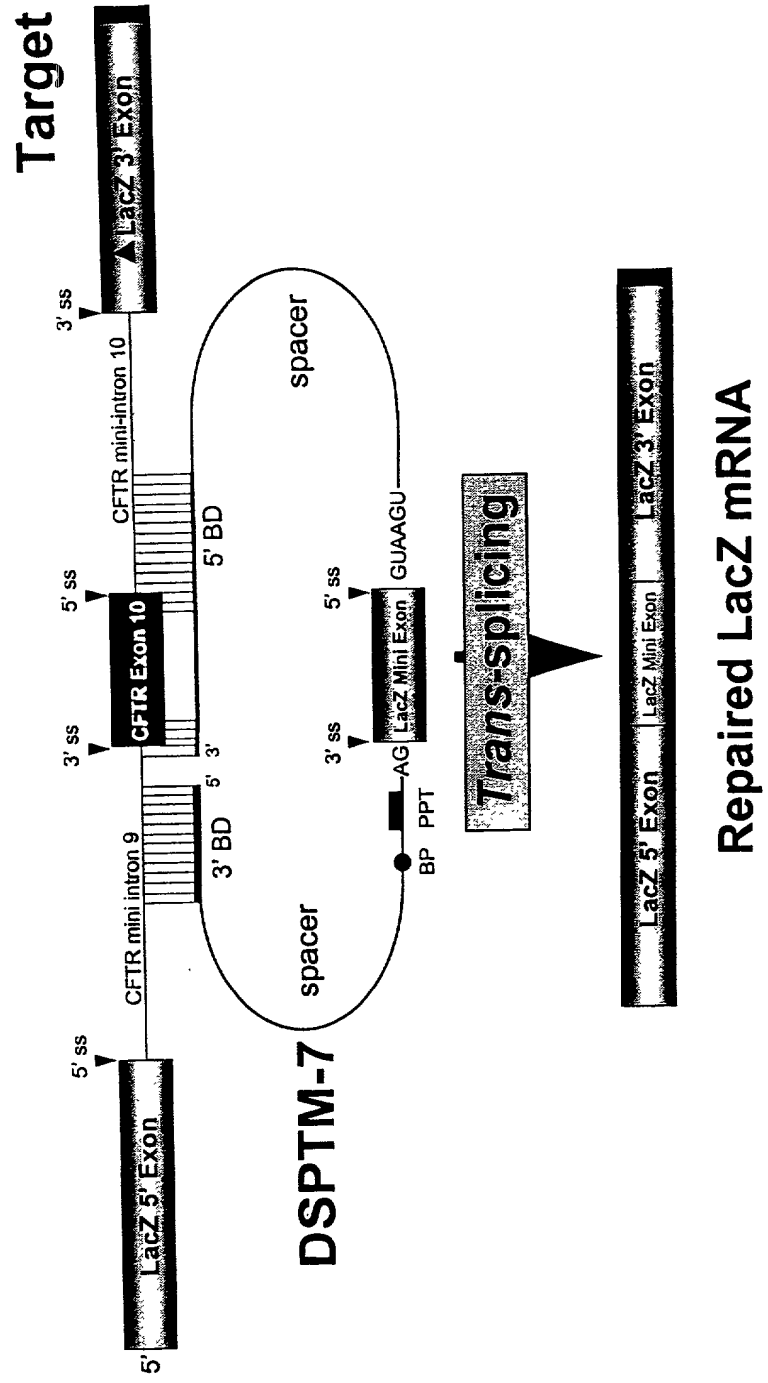 Target
3' ss
5' ss
3' ss
5' ss
5'
LacZ 5' Exon
CFTR mini intron 9
CFTR Exon 10
CFTR mini-intron 10
▲LacZ 3' Exon
5'
3'
3' BD
5' BD
DSPTM-7
spacer
spacer
3' ss
5' ss
BP
PPT
AG
LacZ Mini Exon
GUAAGU
Trans-splicing
LacZ 5' Exon
LacZ Mini Exon
LacZ 3' Exon
Repaired LacZ mRNA